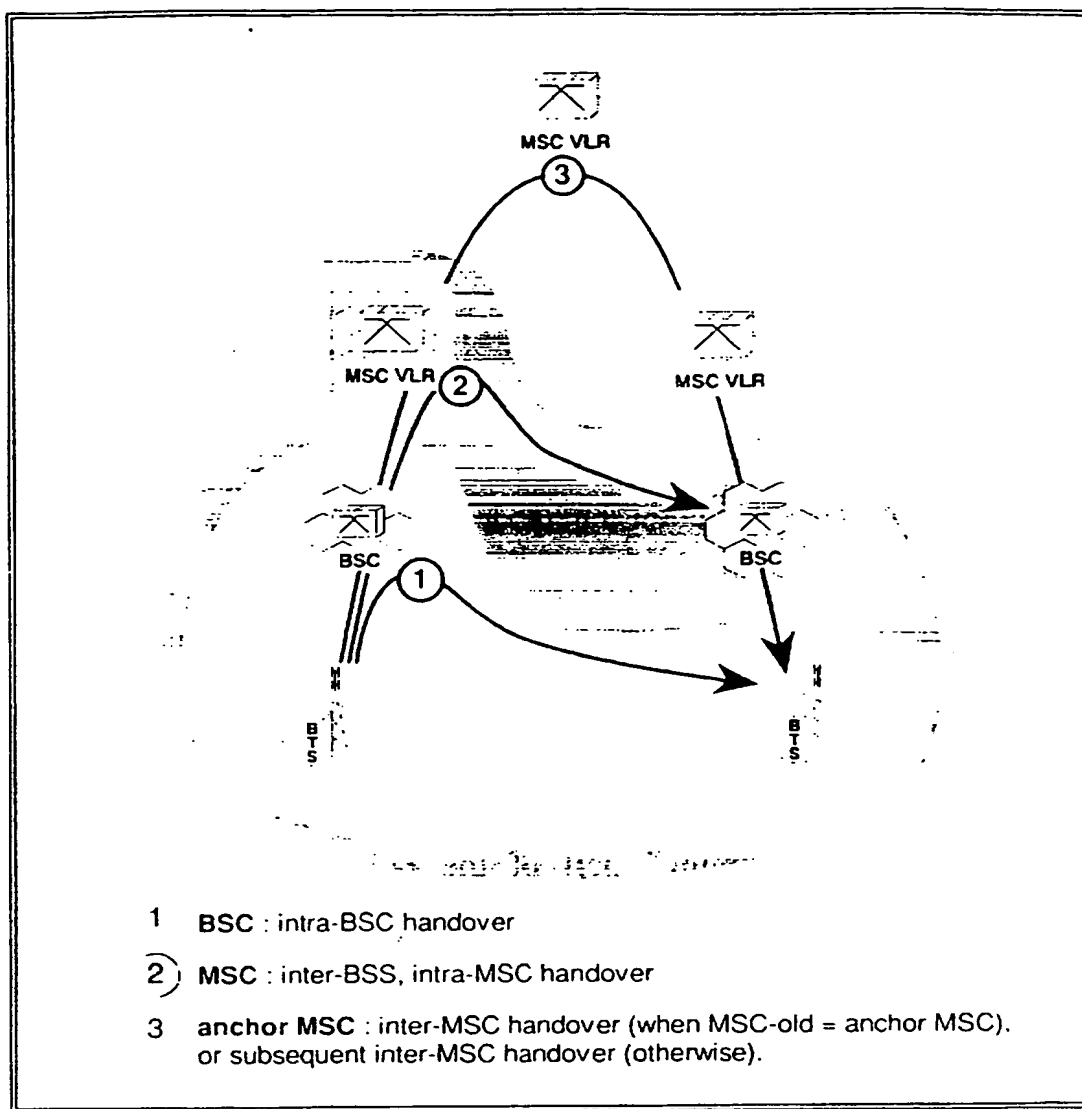 MSC VLR
3
MSC VLR
2
MSC VLR
BSC
BSC
1
BTS
BTS
1 BSC : intra-BSC handover
2 MSC : inter-BSS, intra-MSC handover
3 anchor MSC : inter-MSC handover (when MSC-old = anchor MSC),
or subsequent inter-MSC handover (otherwise).